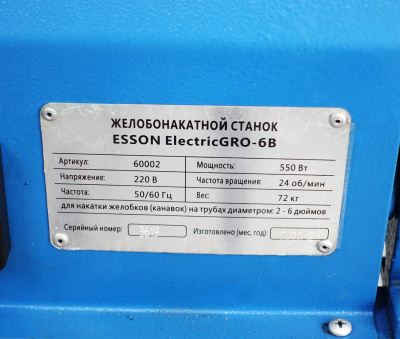 ЖЕЛОБОНАКАТНОЙ СТАНОК
ESSON ElectricGRO-6B
Артикул: 60002 Мощность: 550 Вт
Напряжение: 220 В Частота вращения: 24 об/мин
Частота: 50/60 Гц Вес: 72 кг
для накатки желобков (канавок) на трубах диаметром: 2 - 6 дюймов
Серийный номер: 3619 Изготовлено (мес, год):